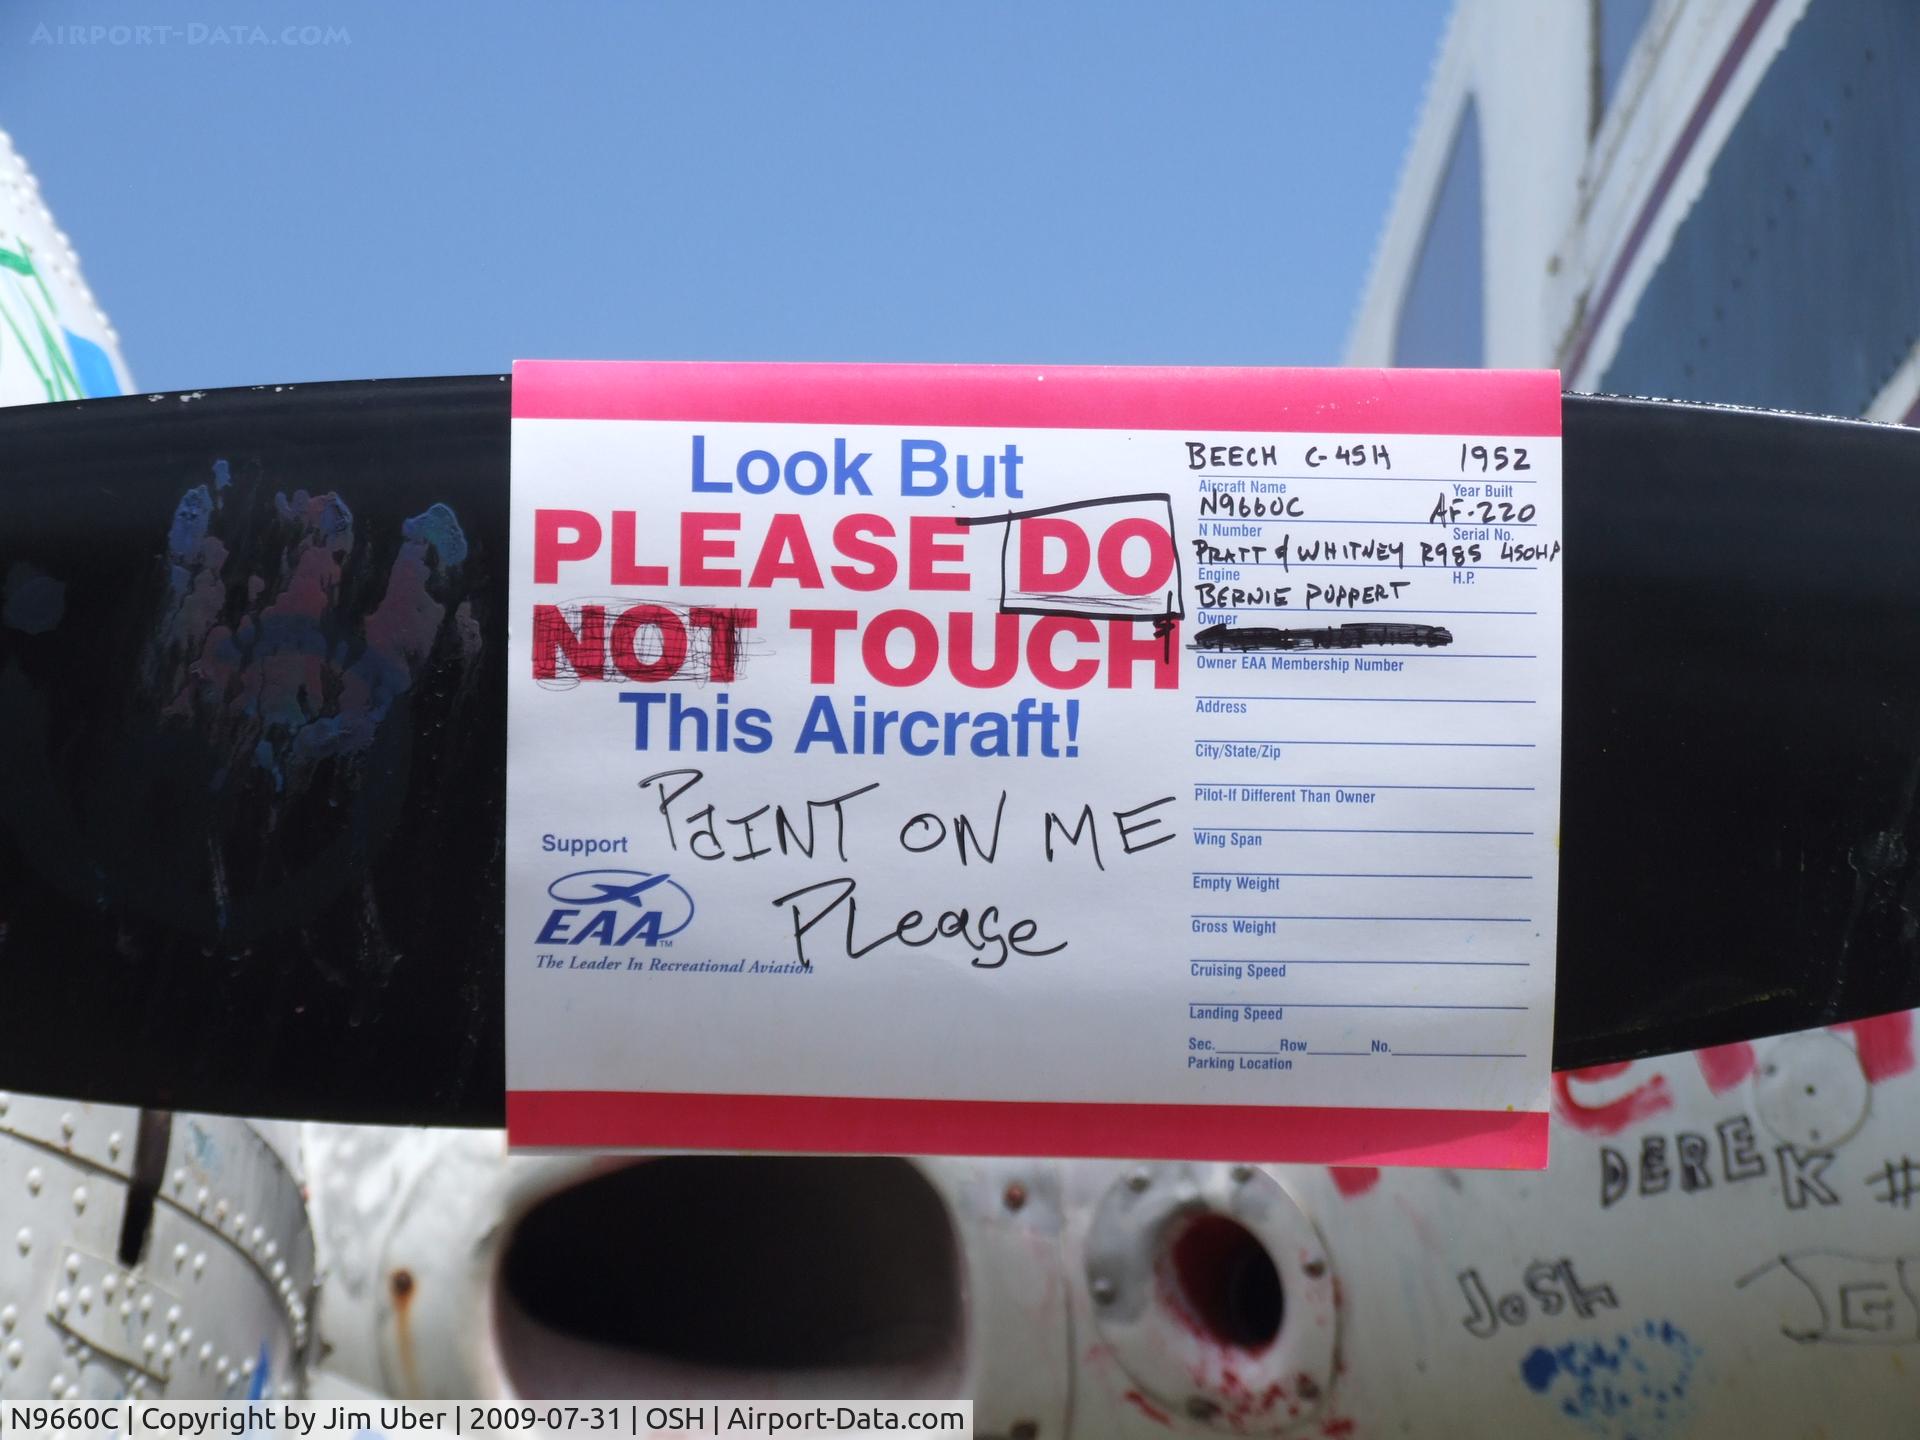 AIRPORT-DATA.COM
Look But
PLEASE DO
NOT TOUCH
This Aircraft!
PaINT ON ME
PLease
Support
EAA™
The Leader In Recreational Aviation
BEECH C-45H 1952
Aircraft Name Year Built
N9660C AF-220
N Number Serial No.
PRATT & WHITNEY R985 450HP
Engine H.P.
BERNIE PUPPERT
Owner
Owner EAA Membership Number
Address
City/State/Zip
Pilot-If Different Than Owner
Wing Span
Empty Weight
Gross Weight
Cruising Speed
Landing Speed
Sec. Row No.
Parking Location
DEREK #
JoSH
N9660C | Copyright by Jim Uber | 2009-07-31 | OSH | Airport-Data.com